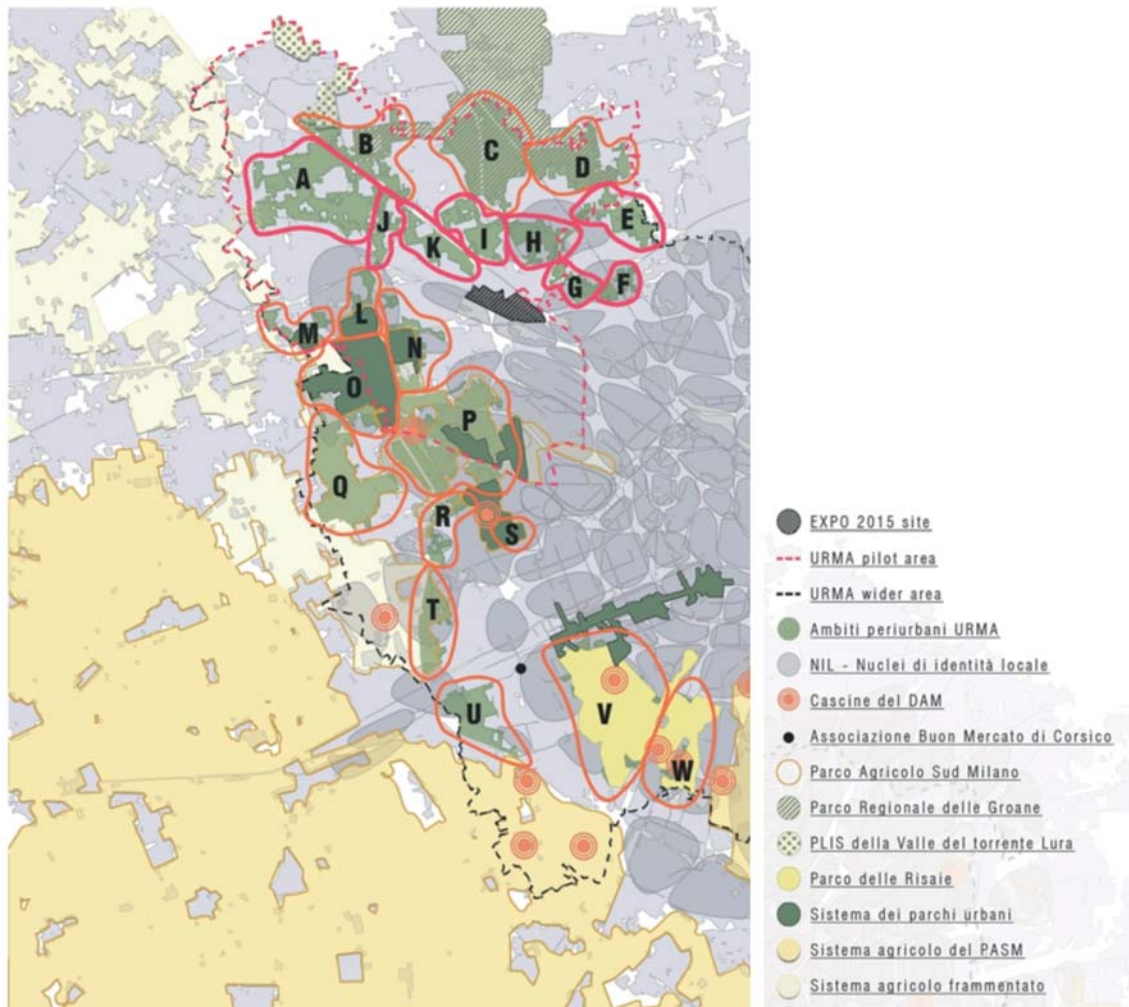 B
C
D
A
E
J
K
I
H
G
F
L
M
N
O
P
Q
R
S
T
U
V
W
EXPO 2015 site
URMA pilot area
URMA wider area
Ambiti periurbani URMA
NIL - Nuclei di identità locale
Cascine del DAM
Associazione Buon Mercato di Corsico
Parco Agricolo Sud Milano
Parco Regionale delle Groane
PLIS della Valle del torrente Lura
Parco delle Risaie
Sistema dei parchi urbani
Sistema agricolo del PASM
Sistema agricolo frammentato